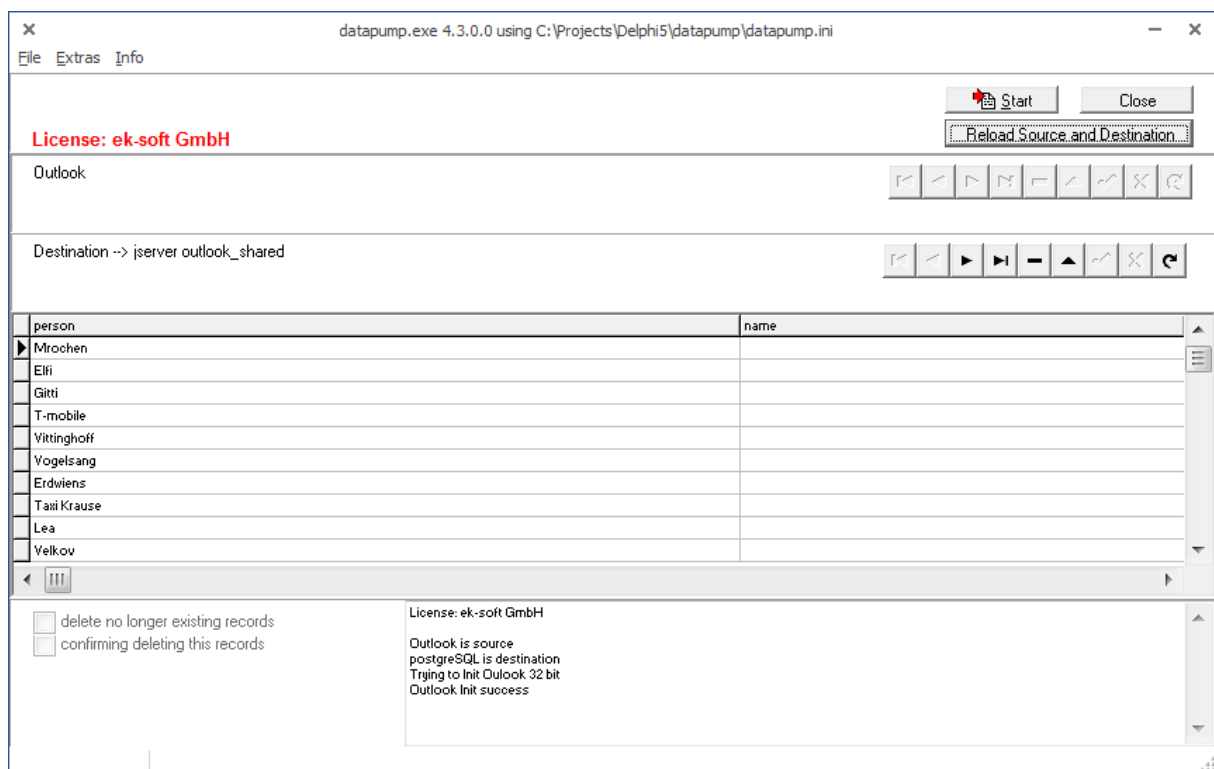 datapump.exe 4.3.0.0 using C:\Projects\Delphi5\datapump\datapump.ini
File Extras Info
Start Close
License: ek-soft GmbH
Reload Source and Destination
Outlook
Destination --> jserver outlook_shared
person name
Mrochen
Elfi
Gitti
T-mobile
Vittinghoff
Vogelsang
Erdwiens
Taxi Krause
Lea
Velkov
delete no longer existing records
confirming deleting this records
License: ek-soft GmbH
Outlook is source
postgreSQL is destination
Trying to Init Oulook 32 bit
Outlook Init success